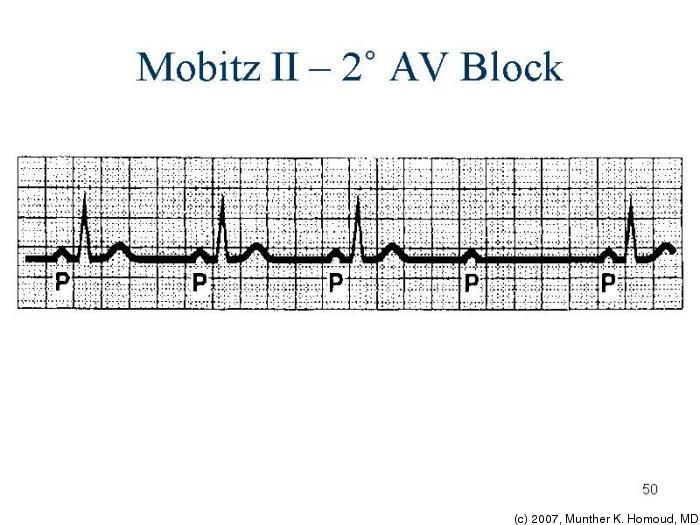 Mobitz II – 2° AV Block
P P P P P
50
(c) 2007, Munther K. Homoud, MD